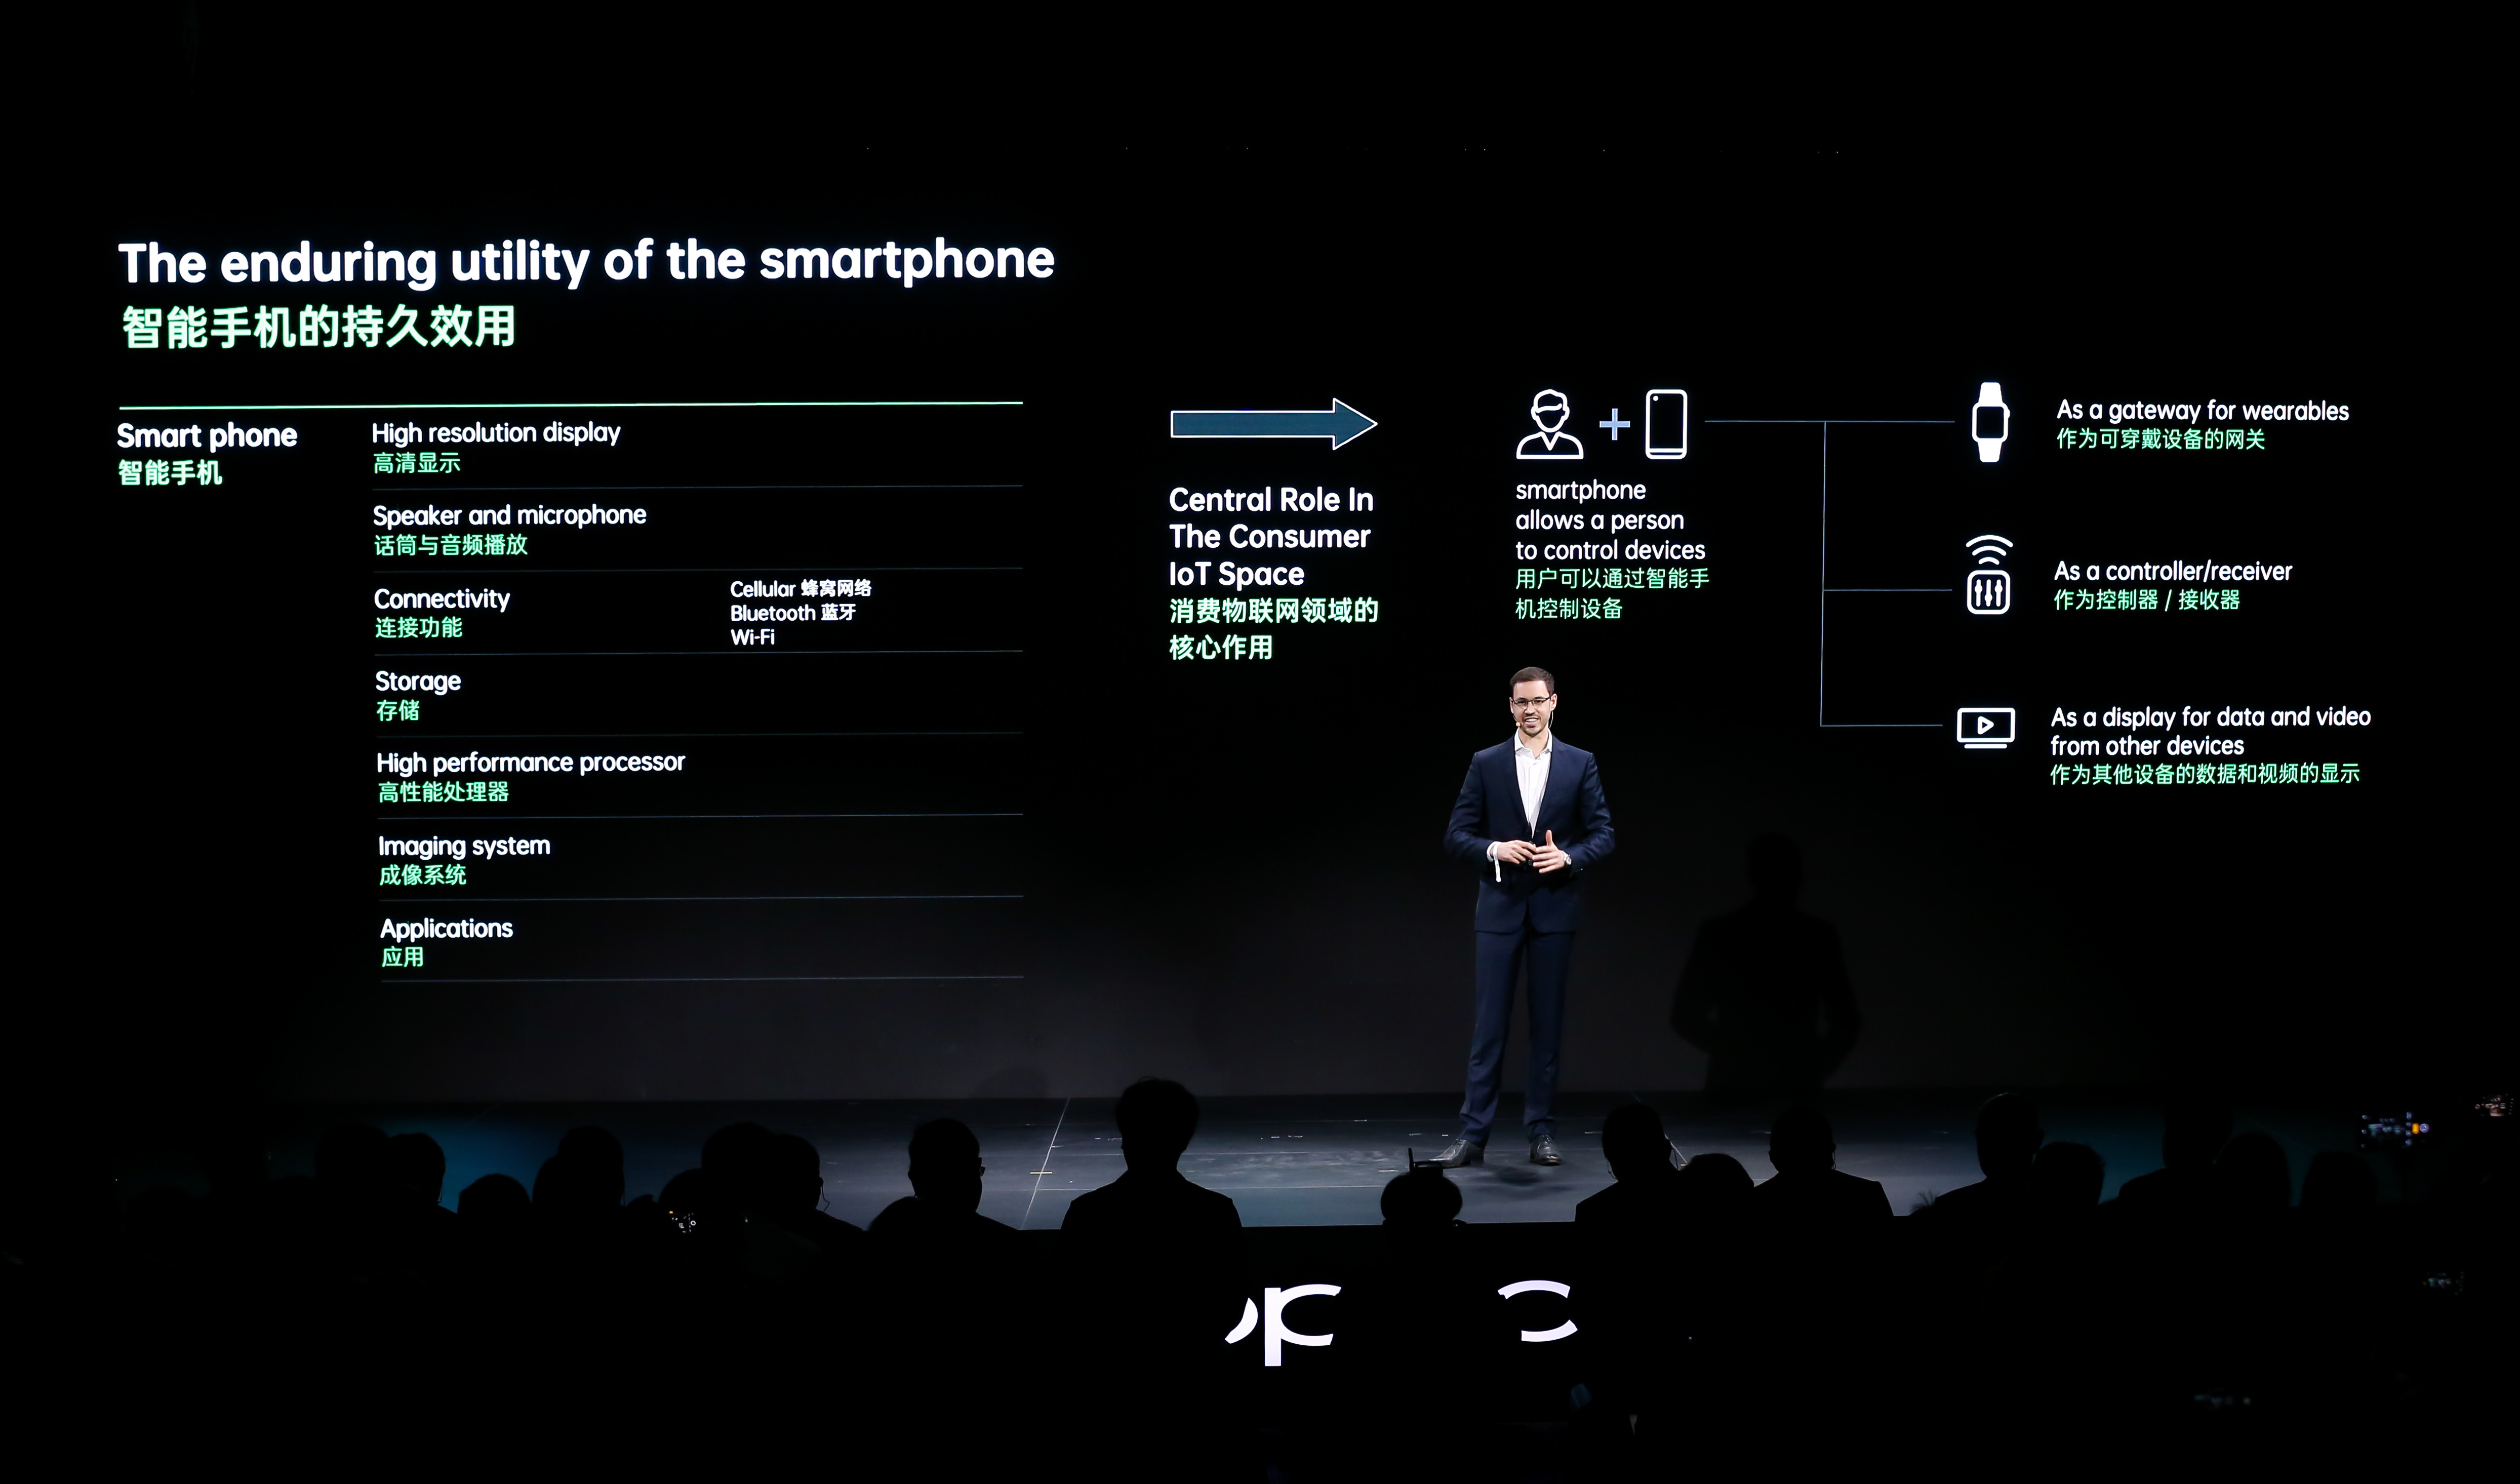 The enduring utility of the smartphone
智能手机的持久效用
Smart phone
智能手机
High resolution display
高清显示
Speaker and microphone
话筒与音频播放
Connectivity
连接功能
Cellular 蜂窝网络
Bluetooth 蓝牙
Wi-Fi
Storage
存储
High performance processor
高性能处理器
Imaging system
成像系统
Applications
应用
Central Role In
The Consumer
IoT Space
消费物联网领域的
核心作用
smartphone
allows a person
to control devices
用户可以通过智能手
机控制设备
As a gateway for wearables
作为可穿戴设备的网关
As a controller/receiver
作为控制器 / 接收器
As a display for data and video
from other devices
作为其他设备的数据和视频的显示